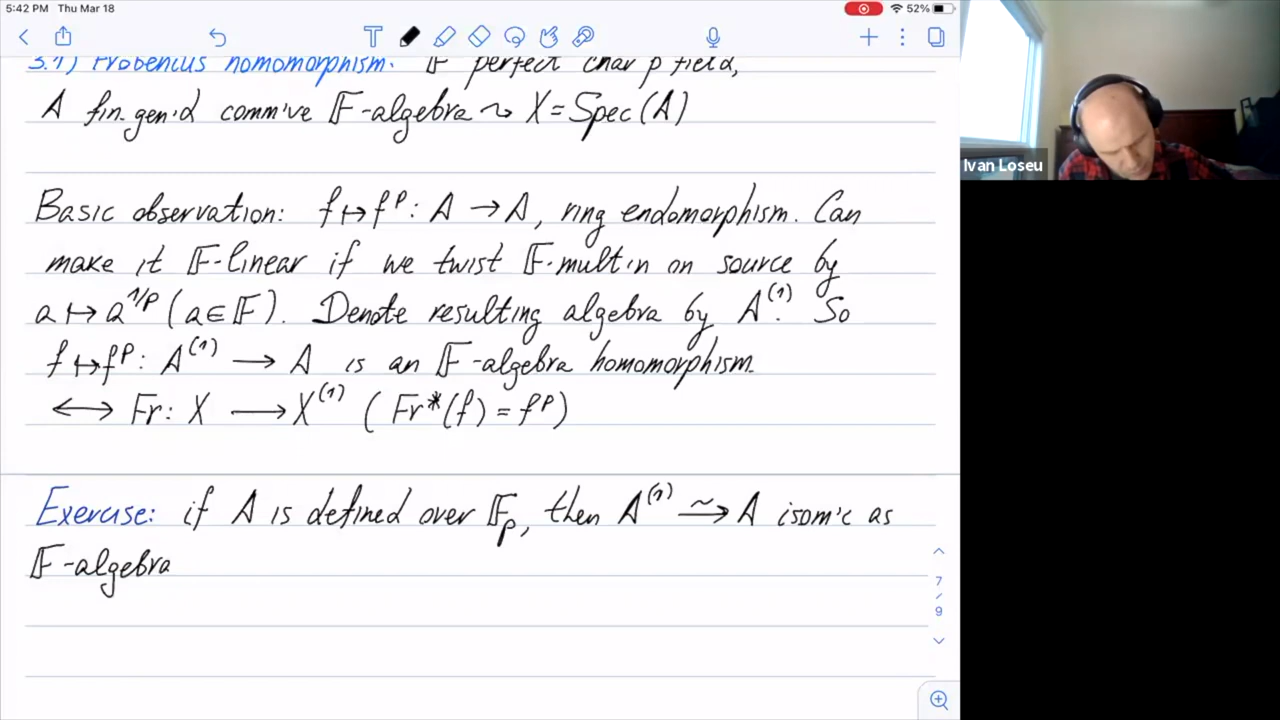 5:42 PM Thu Mar 18
52%
3.1) Frobenius homomorphism. 𝔽 perfect char p field,
A fin. gen'd comm've 𝔽-algebra ⇝ X = Spec(A)
Ivan Loseu
Basic observation: f ↦ f^p: A → A, ring endomorphism. Can
make it 𝔽-linear if we twist 𝔽-mult'n on source by
a ↦ a^{1/p} (a ∈ 𝔽). Denote resulting algebra by A^{(1)}. So
f ↦ f^p: A^{(1)} → A is an 𝔽-algebra homomorphism.
⟷ Fr: X → X^{(1)} (Fr*(f) = f^p)
Exercise: if A is defined over 𝔽_p, then A^{(1)} ⥲ A isom'c as
𝔽-algebra
7
/
9